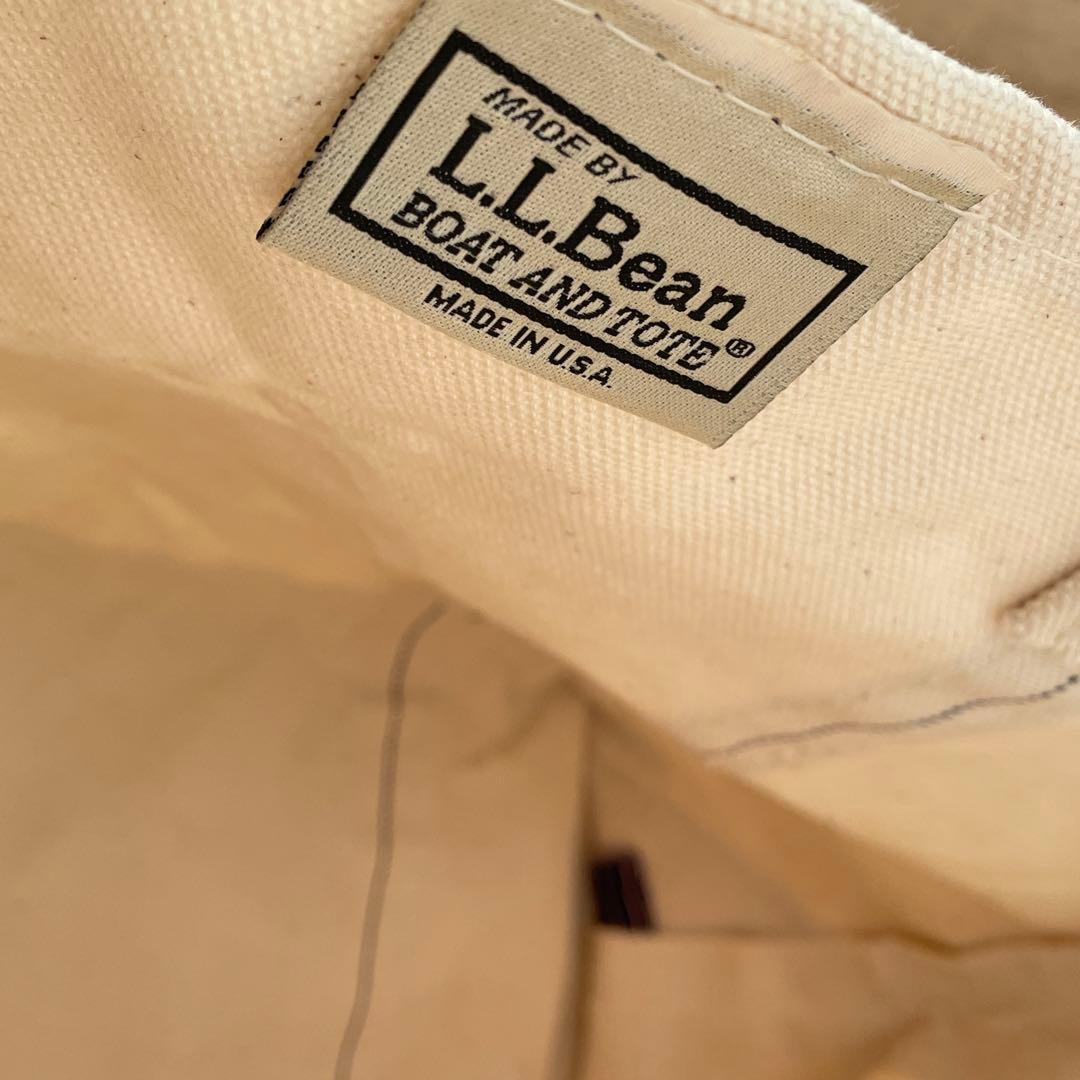 MADE BY
L.L.Bean
BOAT AND TOTE®
MADE IN U.S.A.